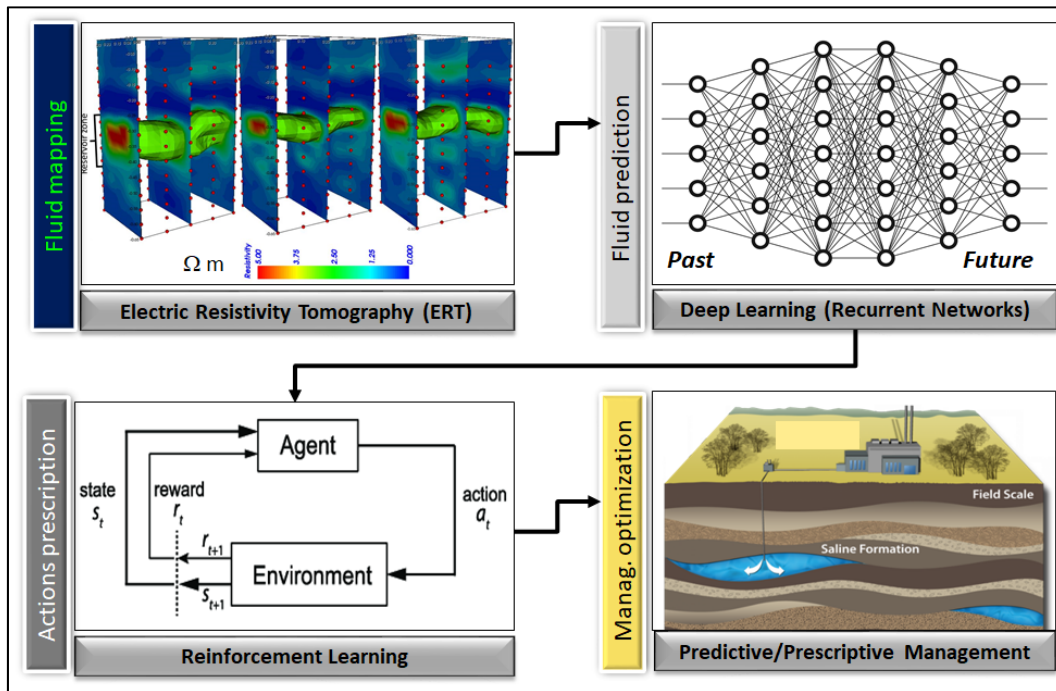 Fluid mapping
Reservoir zone
Ω m
Resistivity
5.00
3.75
2.50
1.25
0.000
Electric Resistivity Tomography (ERT)
Fluid prediction
Past
Future
Deep Learning (Recurrent Networks)
Actions prescription
Agent
state
s_t
reward
r_t
action
a_t
r_{t+1}
s_{t+1}
Environment
Reinforcement Learning
Manag. optimization
Field Scale
Saline Formation
Predictive/Prescriptive Management